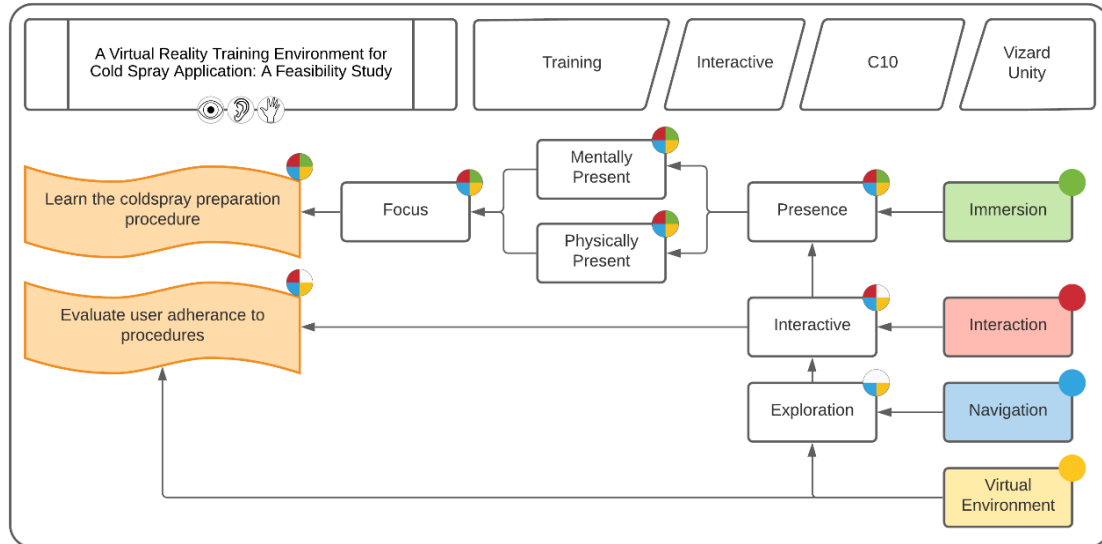 A Virtual Reality Training Environment for
Cold Spray Application: A Feasibility Study
Training
Interactive
C10
Vizard
Unity
Learn the coldspray preparation
procedure
Focus
Mentally
Present
Physically
Present
Presence
Immersion
Evaluate user adherance to
procedures
Interactive
Interaction
Exploration
Navigation
Virtual
Environment